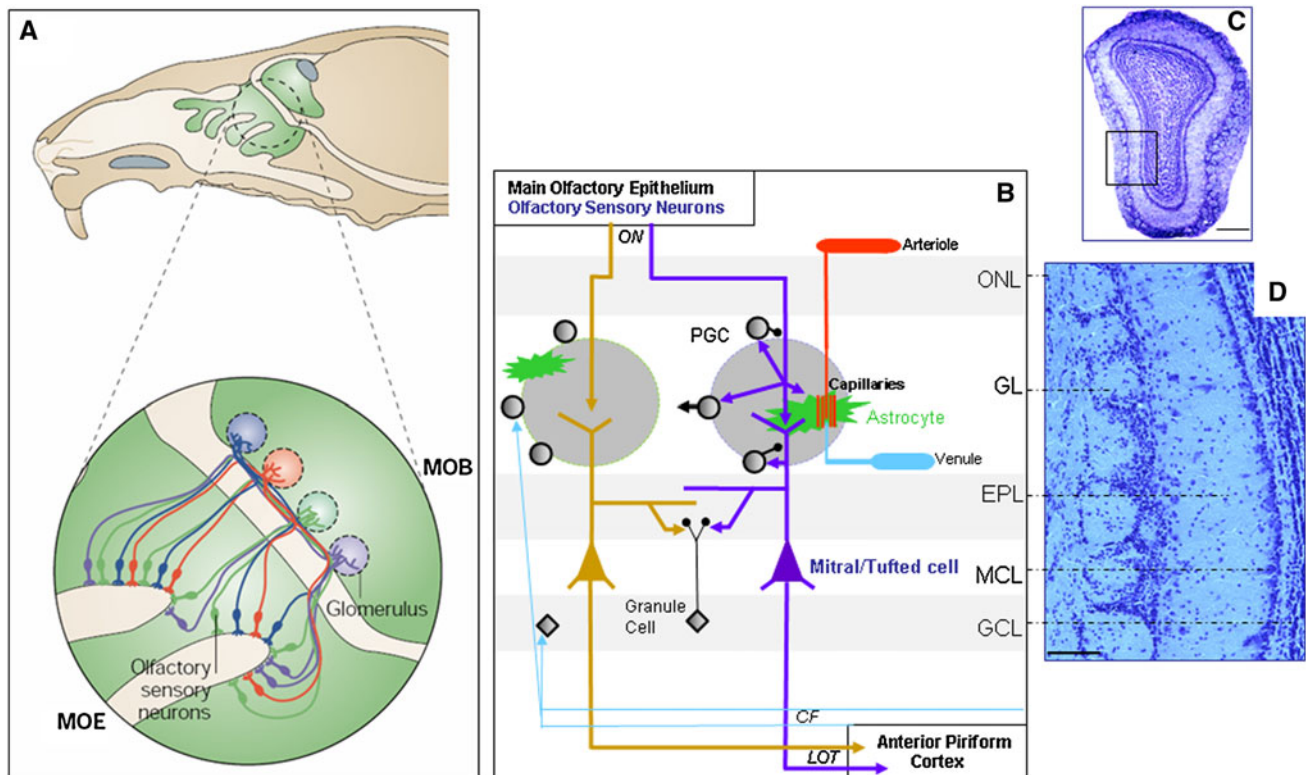 A
MOB
Glomerulus
Olfactory
sensory
neurons
MOE
B
Main Olfactory Epithelium
Olfactory Sensory Neurons
ON
Arteriole
ONL
PGC
Capillaries
GL
Astrocyte
Venule
EPL
Mitral/Tufted cell
MCL
Granule
Cell
GCL
CF
LOT
Anterior Piriform
Cortex
C
D